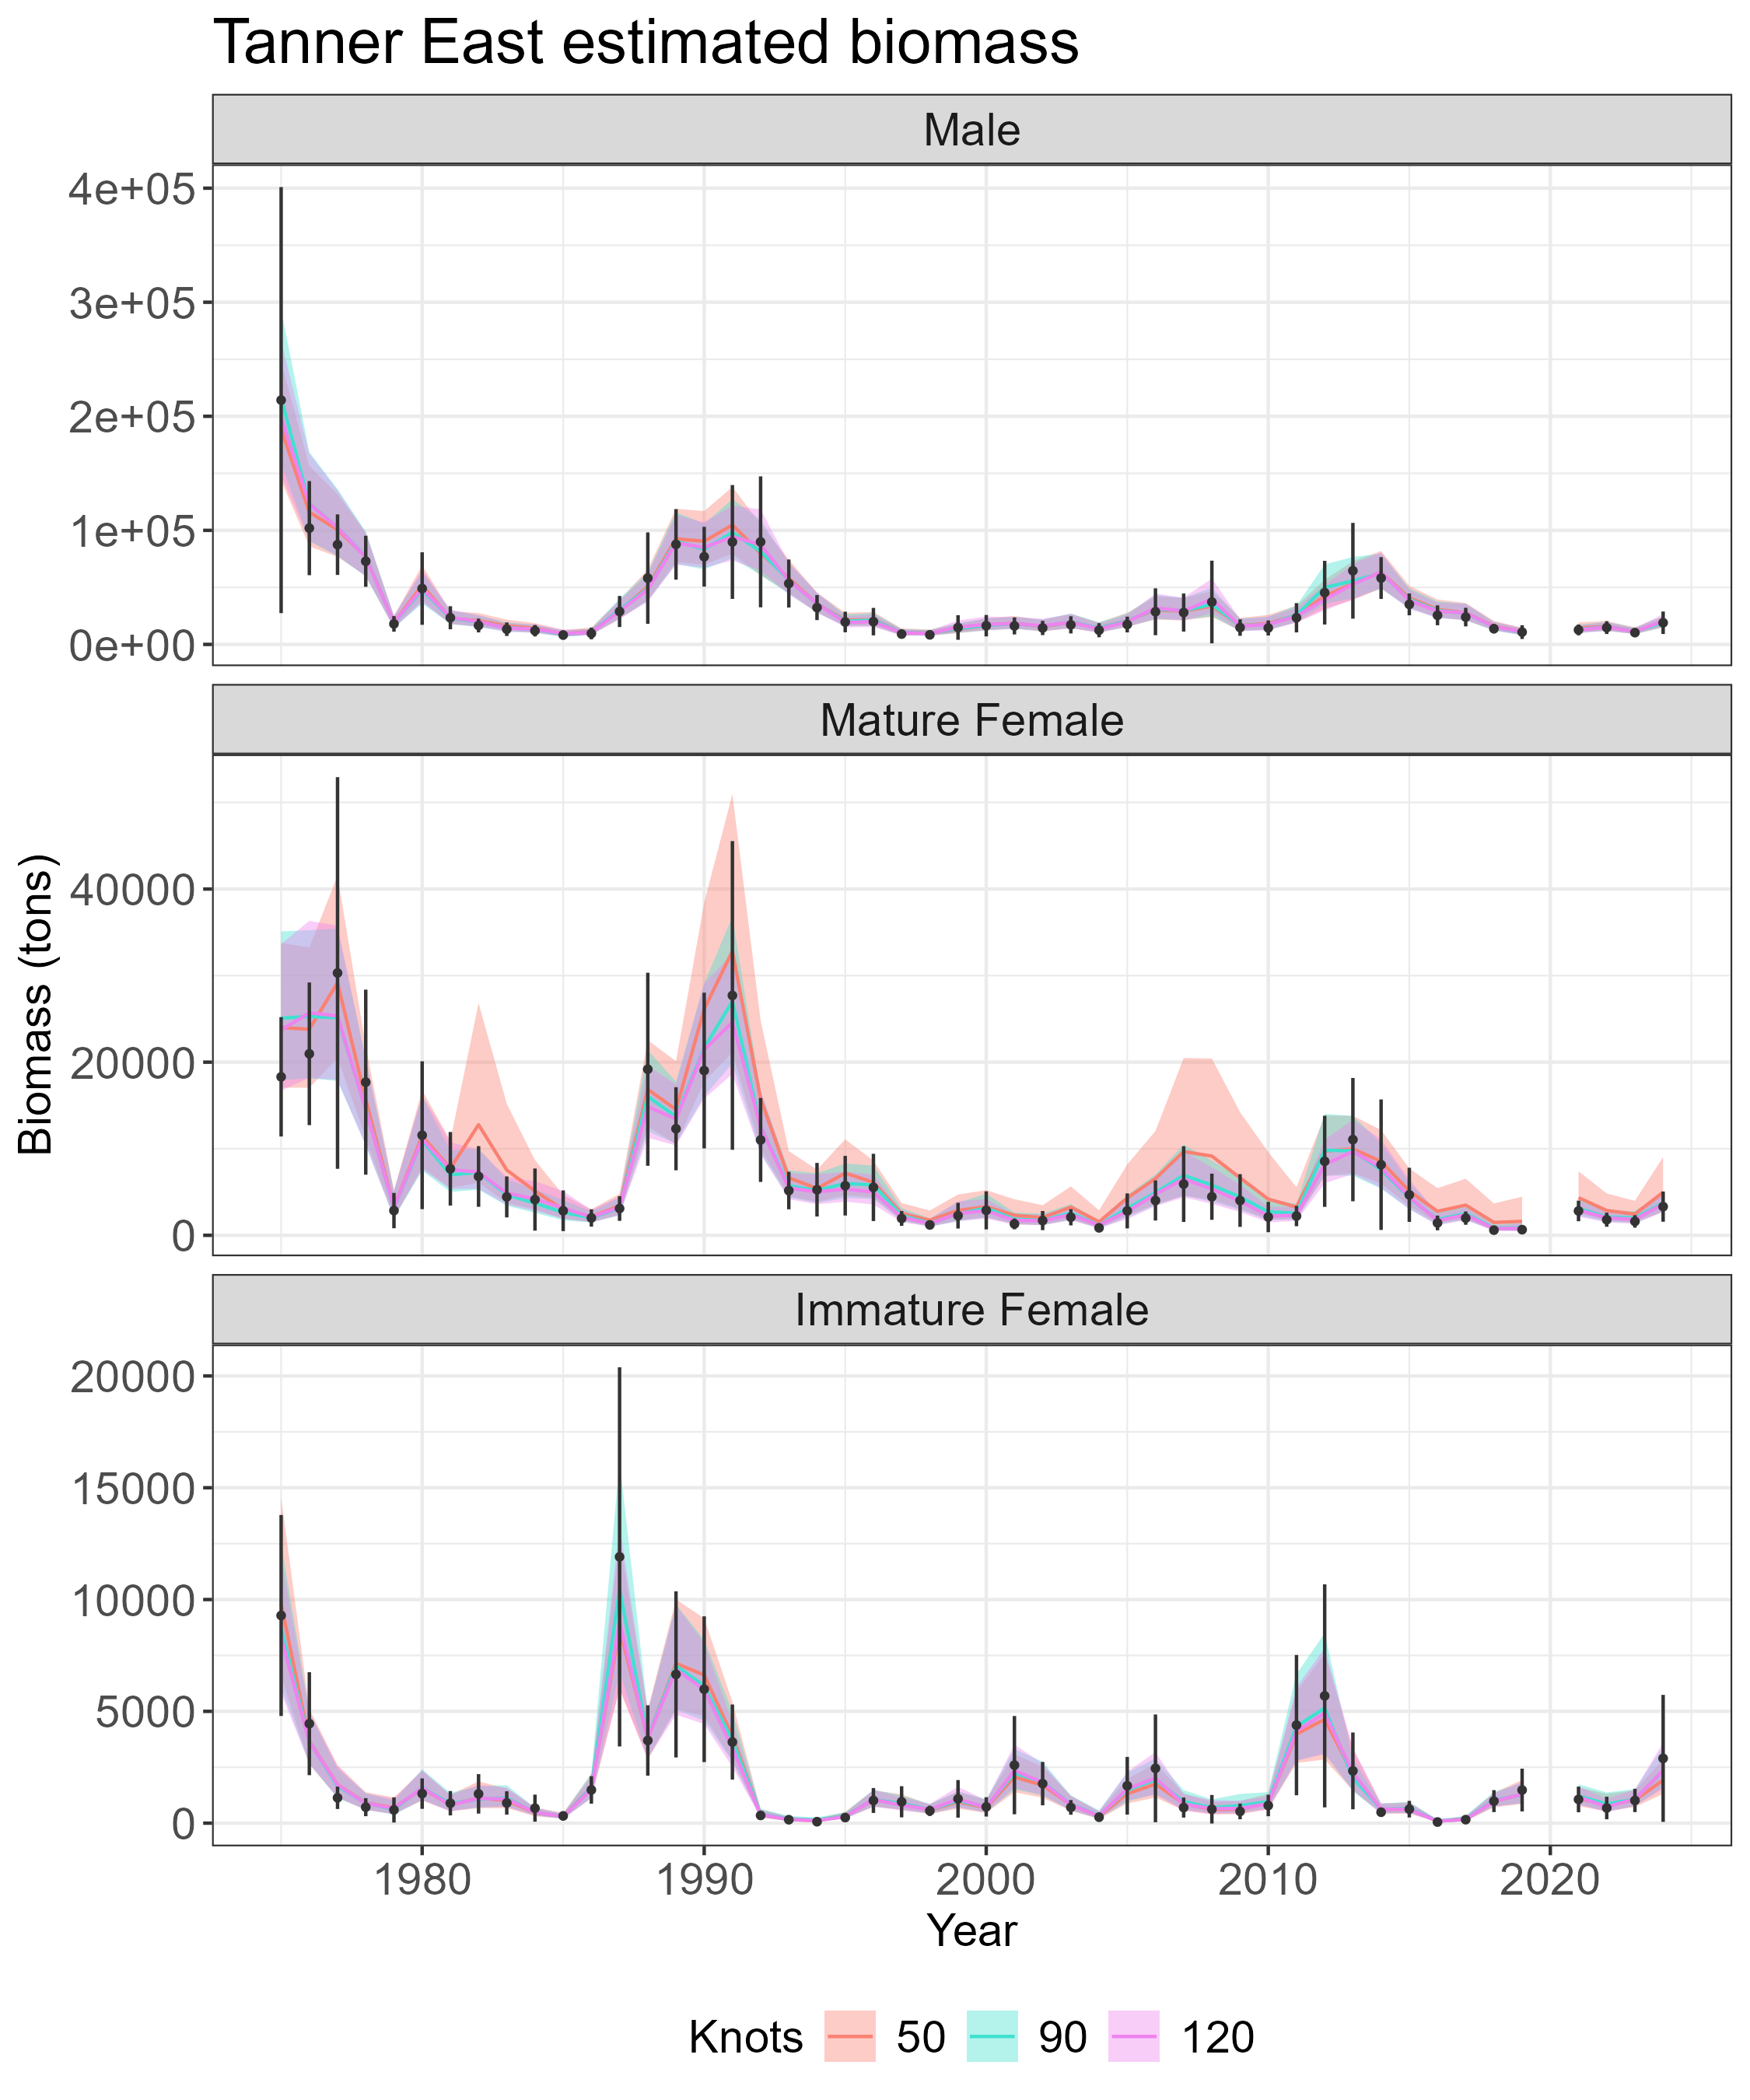 Tanner East estimated biomass
Male
4e+05
3e+05
2e+05
1e+05
0e+00
Mature Female
40000
20000
0
Immature Female
20000
15000
10000
5000
0
Biomass (tons)
1980 1990 2000 2010 2020
Year
Knots 50 90 120